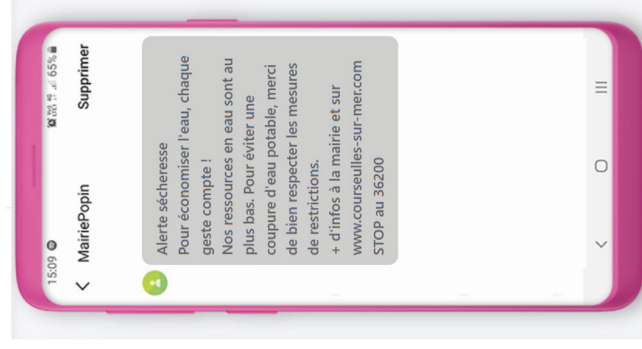 15:09
65%
MairiePopin
Supprimer
Alerte sécheresse
Pour économiser l'eau, chaque
geste compte !
Nos ressources en eau sont au
plus bas. Pour éviter une
coupure d'eau potable, merci
de bien respecter les mesures
de restrictions.
+ d'infos à la mairie et sur
www.courseulles-sur-mer.com
STOP au 36200